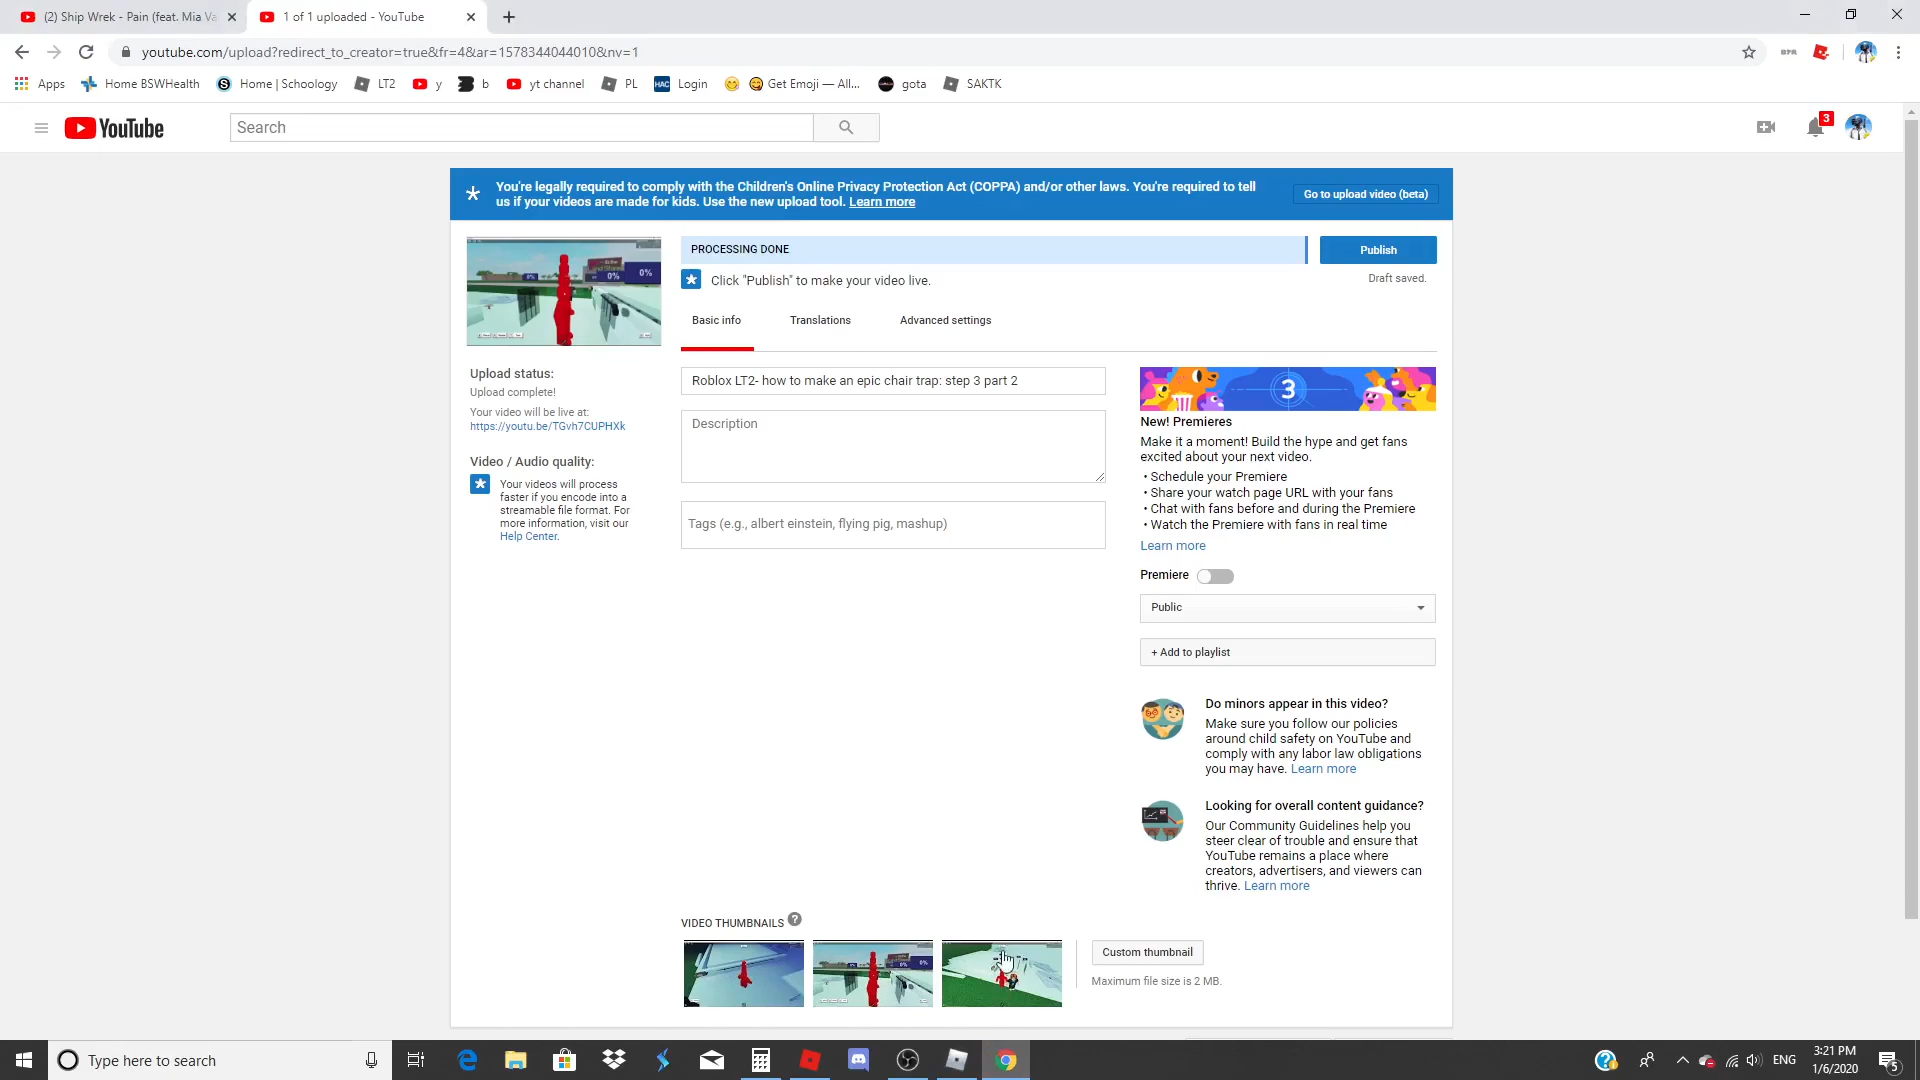 (2) Ship Wrek - Pain (feat. Mia Va
1 of 1 uploaded - YouTube
youtube.com/upload?redirect_to_creator=true&fr=4&ar=1578344044010&nv=1
Apps
Home BSWHealth
Home | Schoology
LT2
y
b
yt channel
PL
HAC
Login
Get Emoji — All...
gota
SAKTK
YouTube
Search
3
You're legally required to comply with the Children's Online Privacy Protection Act (COPPA) and/or other laws. You're required to tell
us if your videos are made for kids. Use the new upload tool. Learn more
Go to upload video (beta)
PROCESSING DONE
Publish
Click "Publish" to make your video live.
Draft saved.
Basic info
Translations
Advanced settings
Upload status:
Upload complete!
Your video will be live at:
https://youtu.be/TGvh7CUPHXk
Video / Audio quality:
Your videos will process
faster if you encode into a
streamable file format. For
more information, visit our
Help Center.
Roblox LT2- how to make an epic chair trap: step 3 part 2
Description
Tags (e.g., albert einstein, flying pig, mashup)
3
New! Premieres
Make it a moment! Build the hype and get fans
excited about your next video.
• Schedule your Premiere
• Share your watch page URL with your fans
• Chat with fans before and during the Premiere
• Watch the Premiere with fans in real time
Learn more
Premiere
Public
+ Add to playlist
Do minors appear in this video?
Make sure you follow our policies
around child safety on YouTube and
comply with any labor law obligations
you may have. Learn more
Looking for overall content guidance?
Our Community Guidelines help you
steer clear of trouble and ensure that
YouTube remains a place where
creators, advertisers, and viewers can
thrive. Learn more
VIDEO THUMBNAILS
Custom thumbnail
Maximum file size is 2 MB.
Type here to search
ENG
3:21 PM
1/6/2020
5